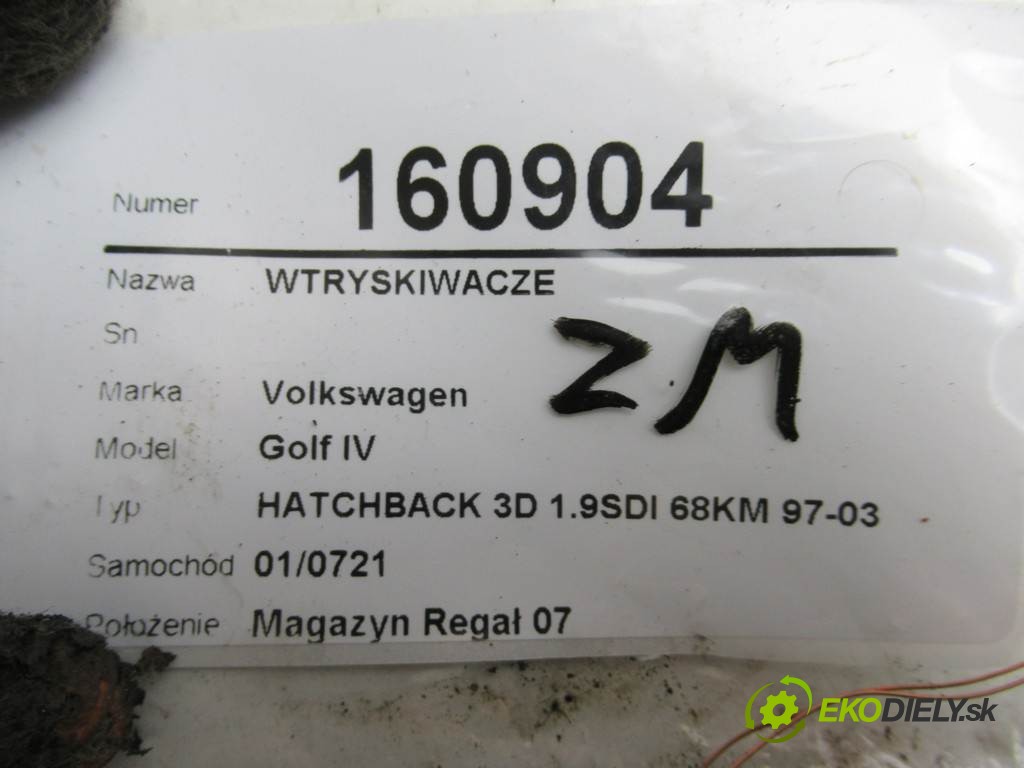 Numer 160904
Nazwa WTRYSKIWACZE
Sn
ZM
Marka Volkswagen
Model Golf IV
Typ HATCHBACK 3D 1.9SDI 68KM 97-03
Samochód 01/0721
Położenie Magazyn Regał 07
EKODIELY.sk